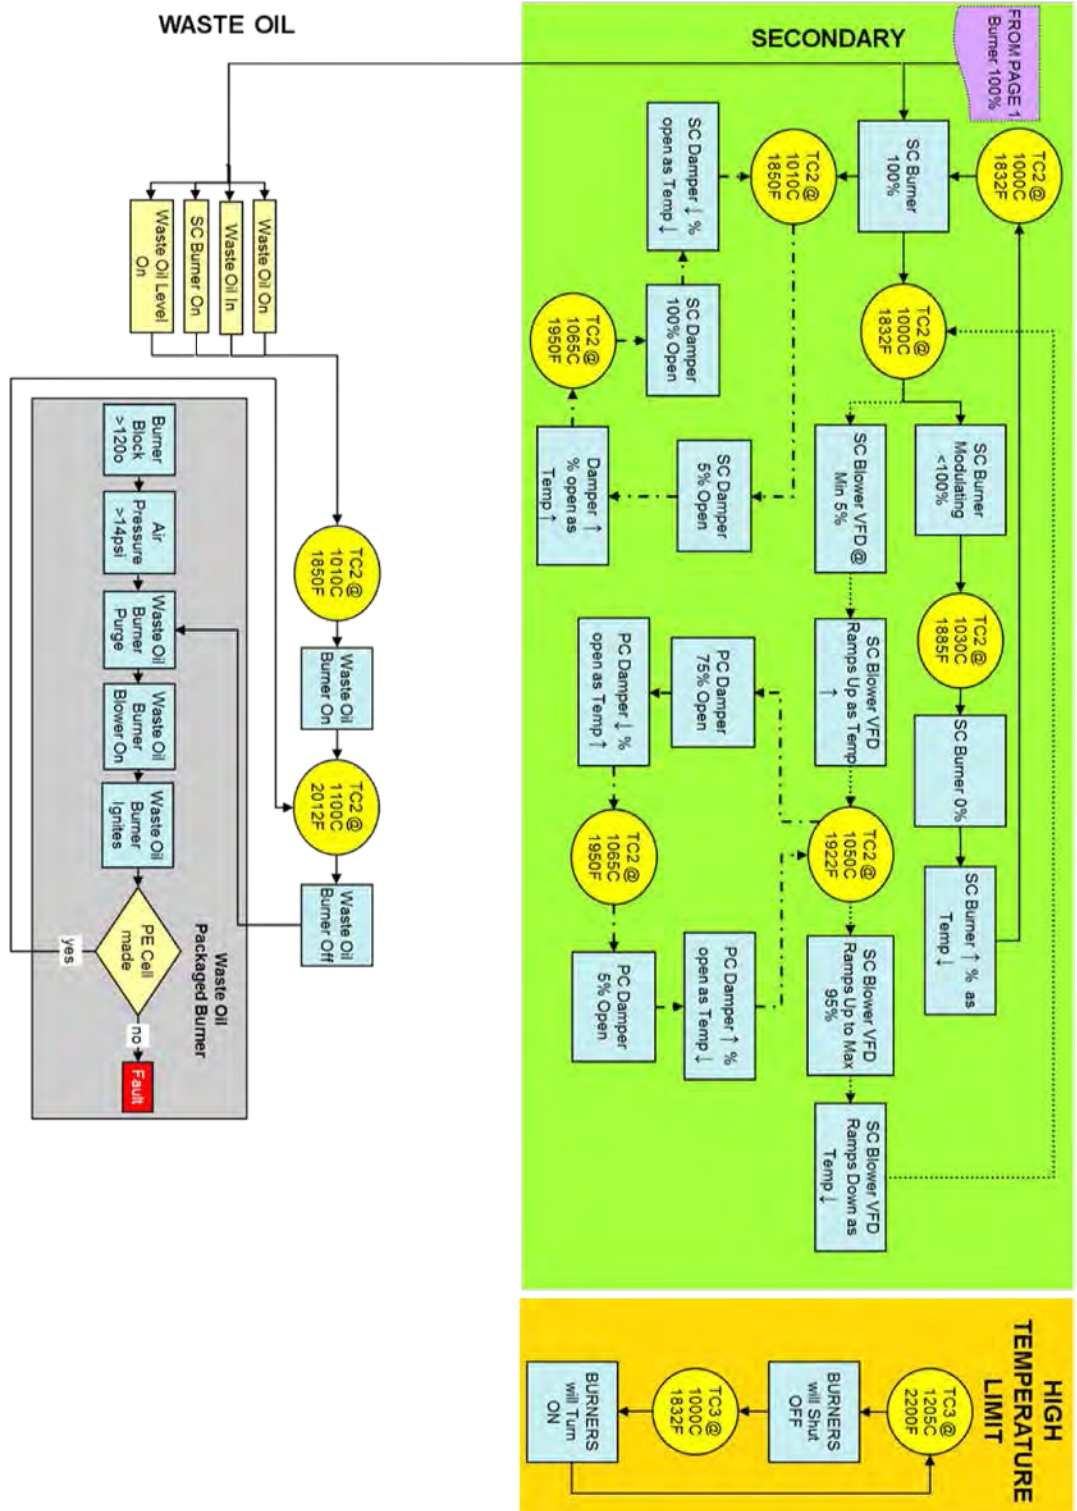 WASTE OIL
SECONDARY
FROM PAGE 1
Burner 100%
TC2 @
1000C
1832F
SC Burner
100%
TC2 @
1010C
1850F
SC Damper ↓ %
open as Temp ↓
TC2 @
1000C
1832F
SC Damper
100% Open
TC2 @
1065C
1950F
SC Burner
Modulating
<100%
SC Blower VFD @
Min 5%
SC Damper
5% Open
Damper ↑
% open as
Temp ↑
TC2 @
1030C
1885F
SC Blower VFD
Ramps Up as Temp
↑
PC Damper
75% Open
PC Damper ↓ %
open as Temp ↑
SC Burner 0%
TC2 @
1050C
1922F
TC2 @
1065C
1950F
SC Burner ↑ % as
Temp ↓
SC Blower VFD
Ramps Up to Max
95%
PC Damper ↑ %
open as Temp ↓
PC Damper
5% Open
SC Blower VFD
Ramps Down as
Temp ↓
Waste Oil On
Waste Oil In
SC Burner On
Waste Oil Level
On
TC2 @
1010C
1850F
Waste Oil
Burner On
TC2 @
1100C
2012F
Waste Oil
Burner Off
Waste Oil
Packaged Burner
Burner
Block
>120o
Air
Pressure
>14psi
Waste Oil
Burner
Purge
Waste Oil
Burner
Blower On
Waste Oil
Burner
Ignites
PE Cell
made
yes
no
Fault
HIGH
TEMPERATURE
LIMIT
TC3 @
1205C
2200F
BURNERS
will Shut
OFF
TC3 @
1000C
1832F
BURNERS
will Turn
ON